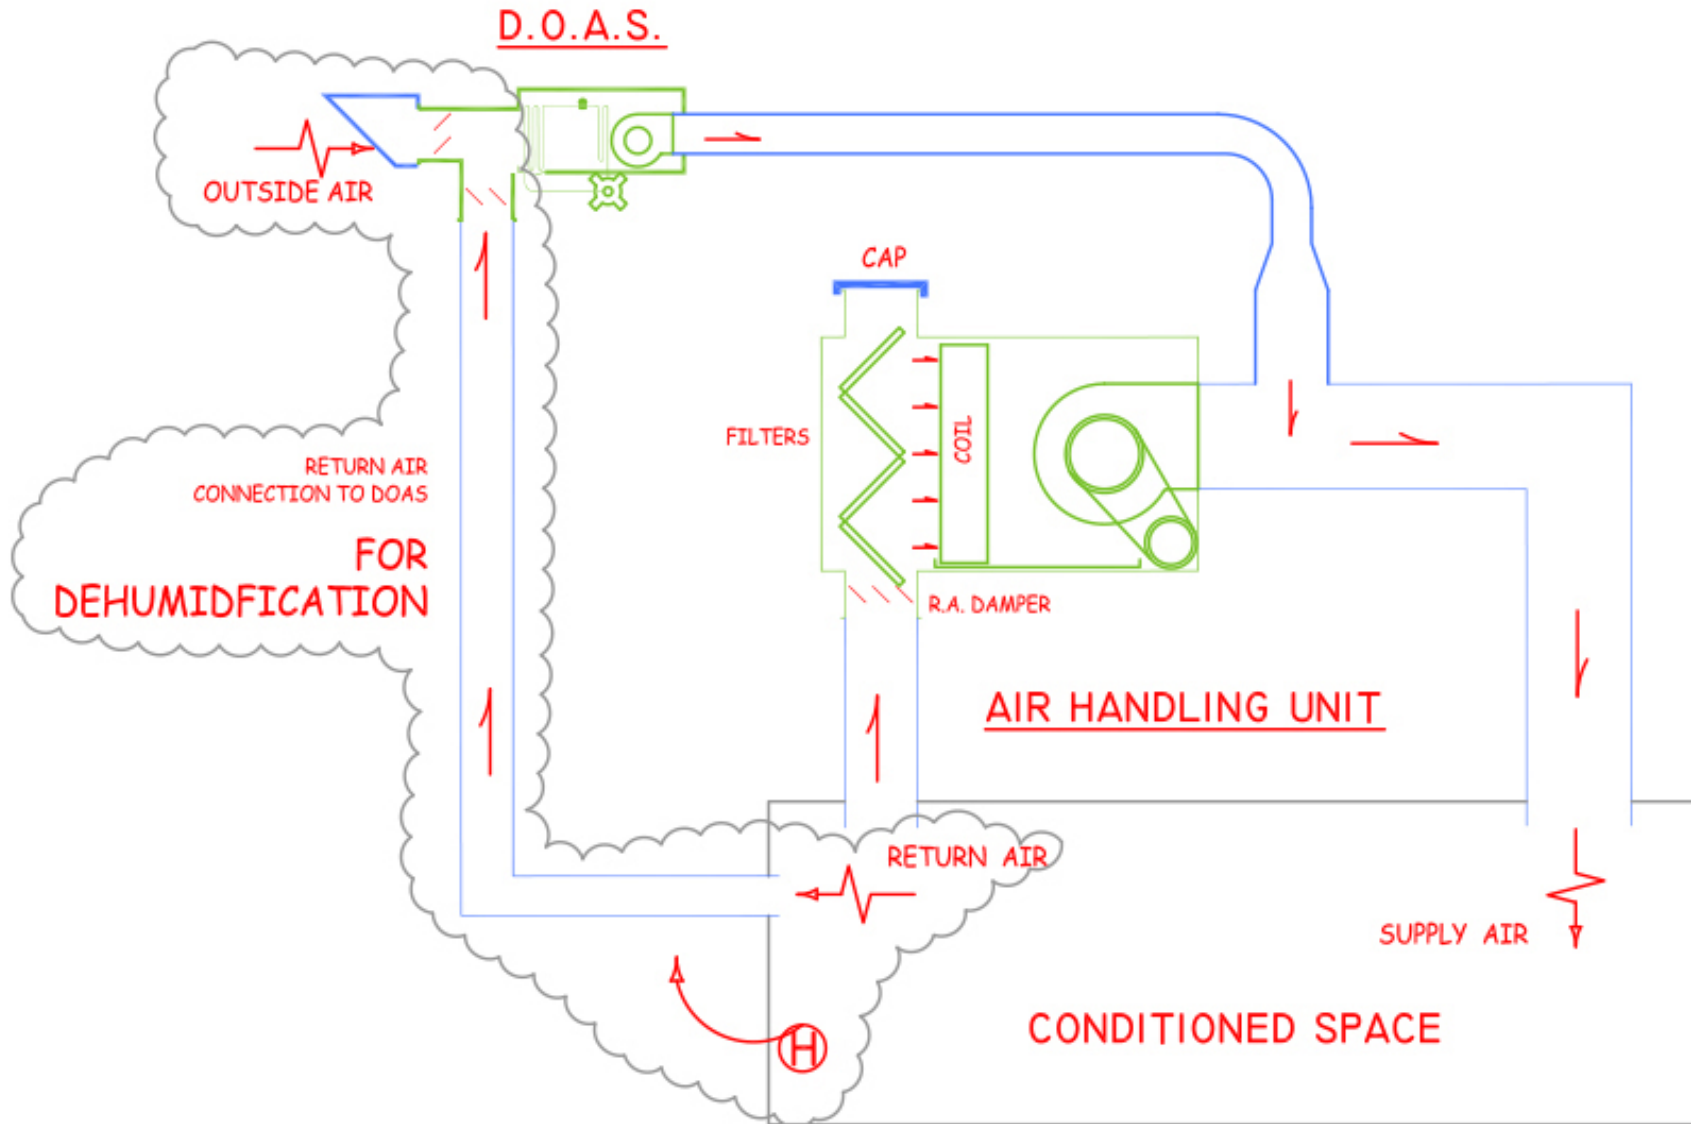 D.O.A.S.
OUTSIDE AIR
CAP
FILTERS
COIL
RETURN AIR
CONNECTION TO DOAS
FOR
DEHUMIDFICATION
R.A. DAMPER
AIR HANDLING UNIT
RETURN AIR
SUPPLY AIR
CONDITIONED SPACE
H